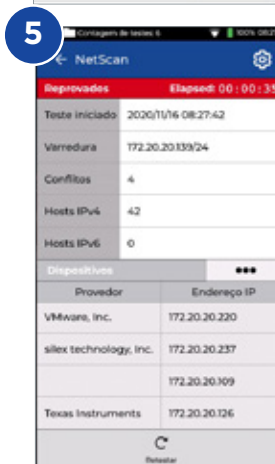 5
Contagem de testes 6 100% 08:27
← NetScan
Reprovados Elapsed: 00:00:35
Teste iniciado 2020/11/16 08:27:42
Varredura 172.20.20.139/24
Conflitos 4
Hosts IPv4 42
Hosts IPv6 0
Dispositivos •••
Provedor Endereço IP
VMware, Inc. 172.20.20.220
silex technology, Inc. 172.20.20.237
172.20.20.109
Texas Instruments 172.20.20.126
Retestar